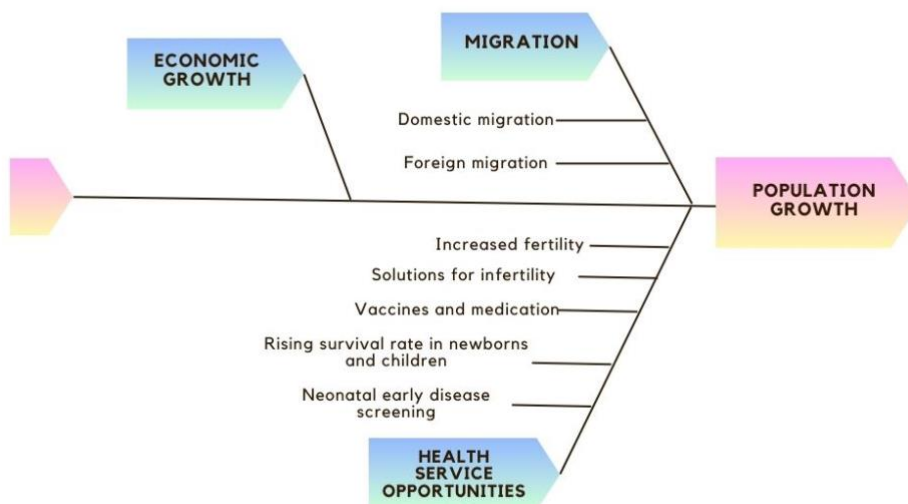 ECONOMIC
GROWTH
MIGRATION
Domestic migration
Foreign migration
POPULATION
GROWTH
Increased fertility
Solutions for infertility
Vaccines and medication
Rising survival rate in newborns
and children
Neonatal early disease
screening
HEALTH
SERVICE
OPPORTUNITIES